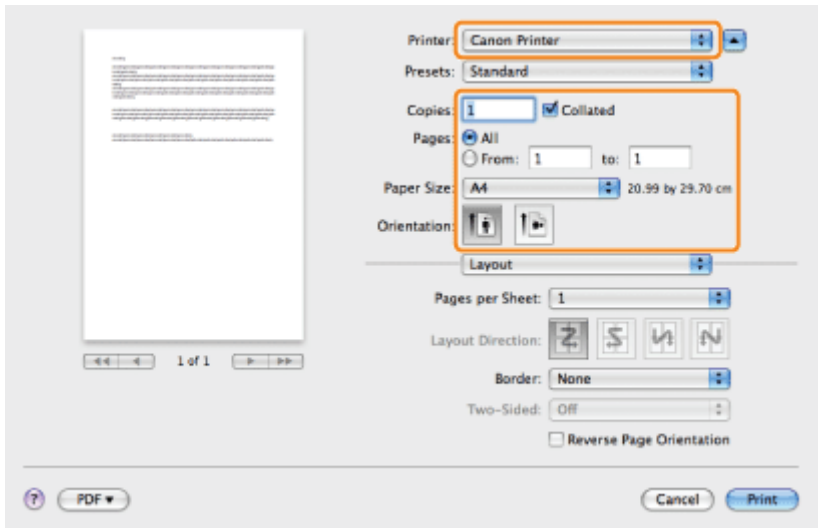 Printer: Canon Printer
Presets: Standard
Copies: 1 Collated
Pages: All
From: 1 to: 1
Paper Size: A4 20.99 by 29.70 cm
Orientation:
Layout
Pages per Sheet: 1
Layout Direction:
Border: None
Two-Sided: Off
Reverse Page Orientation
1 of 1
? PDF Cancel Print